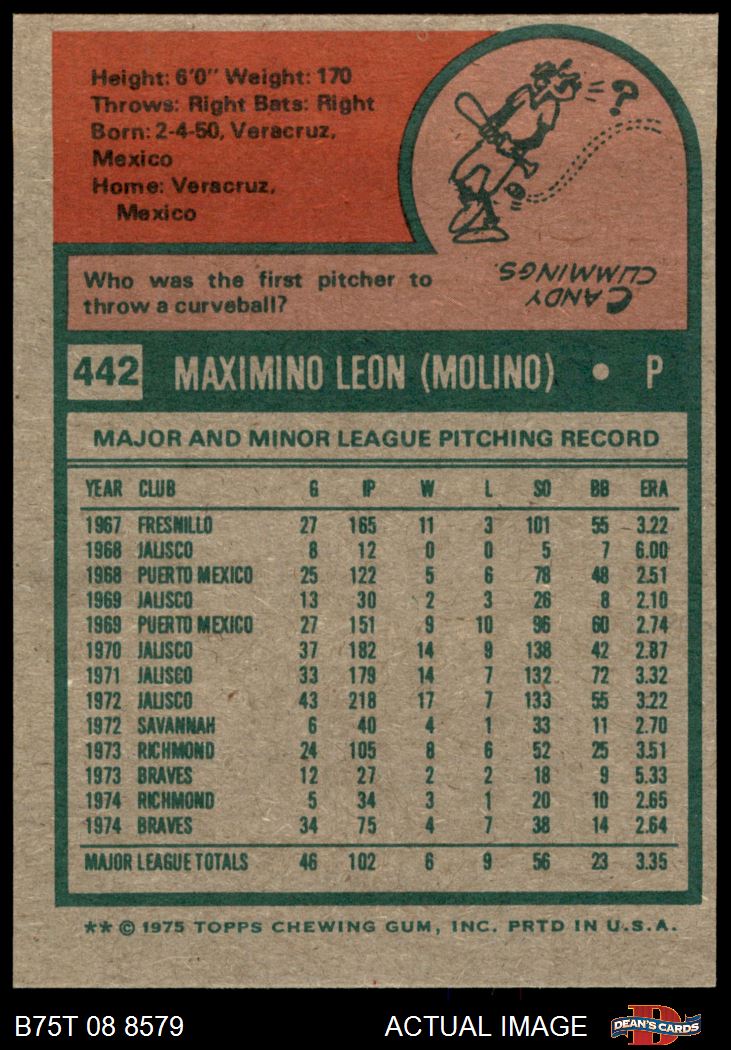 Height: 6'0" Weight: 170
Throws: Right Bats: Right
Born: 2-4-50, Veracruz,
Mexico
Home: Veracruz,
Mexico
?
Who was the first pitcher to
throw a curveball?
CANDY
CUMMINGS.
442 MAXIMINO LEON (MOLINO) • P
MAJOR AND MINOR LEAGUE PITCHING RECORD
YEAR CLUB G IP W L SO BB ERA
1967 FRESNILLO 27 165 11 3 101 55 3.22
1968 JALISCO 8 12 0 0 5 7 6.00
1968 PUERTO MEXICO 25 122 5 6 78 48 2.51
1969 JALISCO 13 30 2 3 26 8 2.10
1969 PUERTO MEXICO 27 151 9 10 96 60 2.74
1970 JALISCO 37 182 14 9 138 42 2.87
1971 JALISCO 33 179 14 7 132 72 3.32
1972 JALISCO 43 218 17 7 133 55 3.22
1972 SAVANNAH 6 40 4 1 33 11 2.70
1973 RICHMOND 24 105 8 6 52 25 3.51
1973 BRAVES 12 27 2 2 18 9 5.33
1974 RICHMOND 5 34 3 1 20 10 2.65
1974 BRAVES 34 75 4 7 38 14 2.64
MAJOR LEAGUE TOTALS 46 102 6 9 56 23 3.35
** © 1975 TOPPS CHEWING GUM, INC. PRTD IN U.S.A.
B75T 08 8579 ACTUAL IMAGE D DEAN'S CARDS